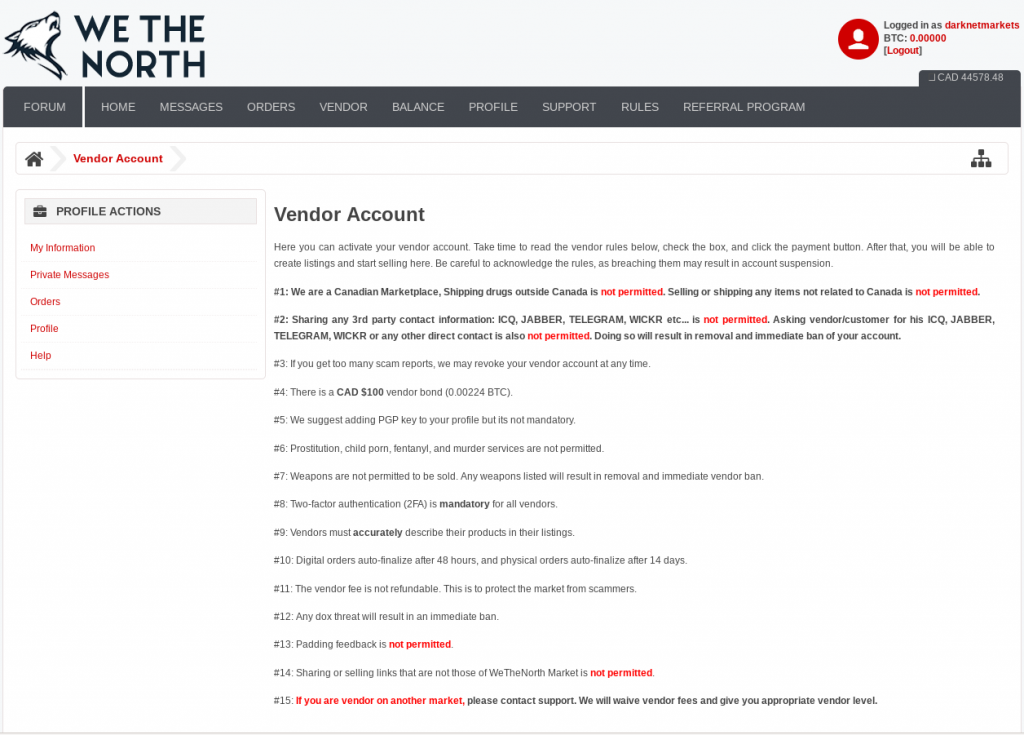 WE THE
NORTH
Logged in as darknetmarkets
BTC: 0.00000
[Logout]
CAD 44578.48
FORUM HOME MESSAGES ORDERS VENDOR BALANCE PROFILE SUPPORT RULES REFERRAL PROGRAM
Vendor Account
PROFILE ACTIONS
My Information
Private Messages
Orders
Profile
Help
Vendor Account
Here you can activate your vendor account. Take time to read the vendor rules below, check the box, and click the payment button. After that, you will be able to
create listings and start selling here. Be careful to acknowledge the rules, as breaching them may result in account suspension.
#1: We are a Canadian Marketplace, Shipping drugs outside Canada is not permitted. Selling or shipping any items not related to Canada is not permitted.
#2: Sharing any 3rd party contact information: ICQ, JABBER, TELEGRAM, WICKR etc... is not permitted. Asking vendor/customer for his ICQ, JABBER,
TELEGRAM, WICKR or any other direct contact is also not permitted. Doing so will result in removal and immediate ban of your account.
#3: If you get too many scam reports, we may revoke your vendor account at any time.
#4: There is a CAD $100 vendor bond (0.00224 BTC).
#5: We suggest adding PGP key to your profile but its not mandatory.
#6: Prostitution, child porn, fentanyl, and murder services are not permitted.
#7: Weapons are not permitted to be sold. Any weapons listed will result in removal and immediate vendor ban.
#8: Two-factor authentication (2FA) is mandatory for all vendors.
#9: Vendors must accurately describe their products in their listings.
#10: Digital orders auto-finalize after 48 hours, and physical orders auto-finalize after 14 days.
#11: The vendor fee is not refundable. This is to protect the market from scammers.
#12: Any dox threat will result in an immediate ban.
#13: Padding feedback is not permitted.
#14: Sharing or selling links that are not those of WeTheNorth Market is not permitted.
#15: If you are vendor on another market, please contact support. We will waive vendor fees and give you appropriate vendor level.